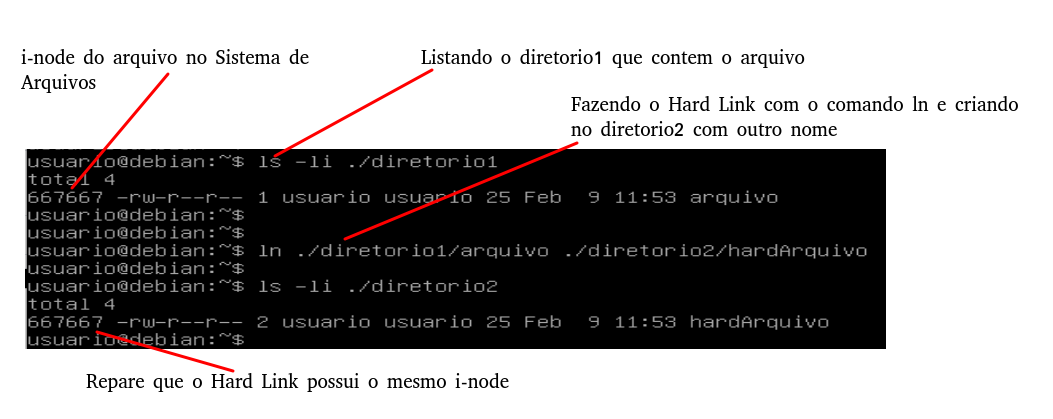 i-node do arquivo no Sistema de
Arquivos
Listando o diretorio1 que contem o arquivo
Fazendo o Hard Link com o comando ln e criando
no diretorio2 com outro nome
usuario@debian:~$ ls -li ./diretorio1
total 4
667667 -rw-r--r-- 1 usuario usuario 25 Feb  9 11:53 arquivo
usuario@debian:~$
usuario@debian:~$
usuario@debian:~$ ln ./diretorio1/arquivo ./diretorio2/hardArquivo
usuario@debian:~$
usuario@debian:~$ ls -li ./diretorio2
total 4
667667 -rw-r--r-- 2 usuario usuario 25 Feb  9 11:53 hardArquivo
usuario@debian:~$
Repare que o Hard Link possui o mesmo i-node